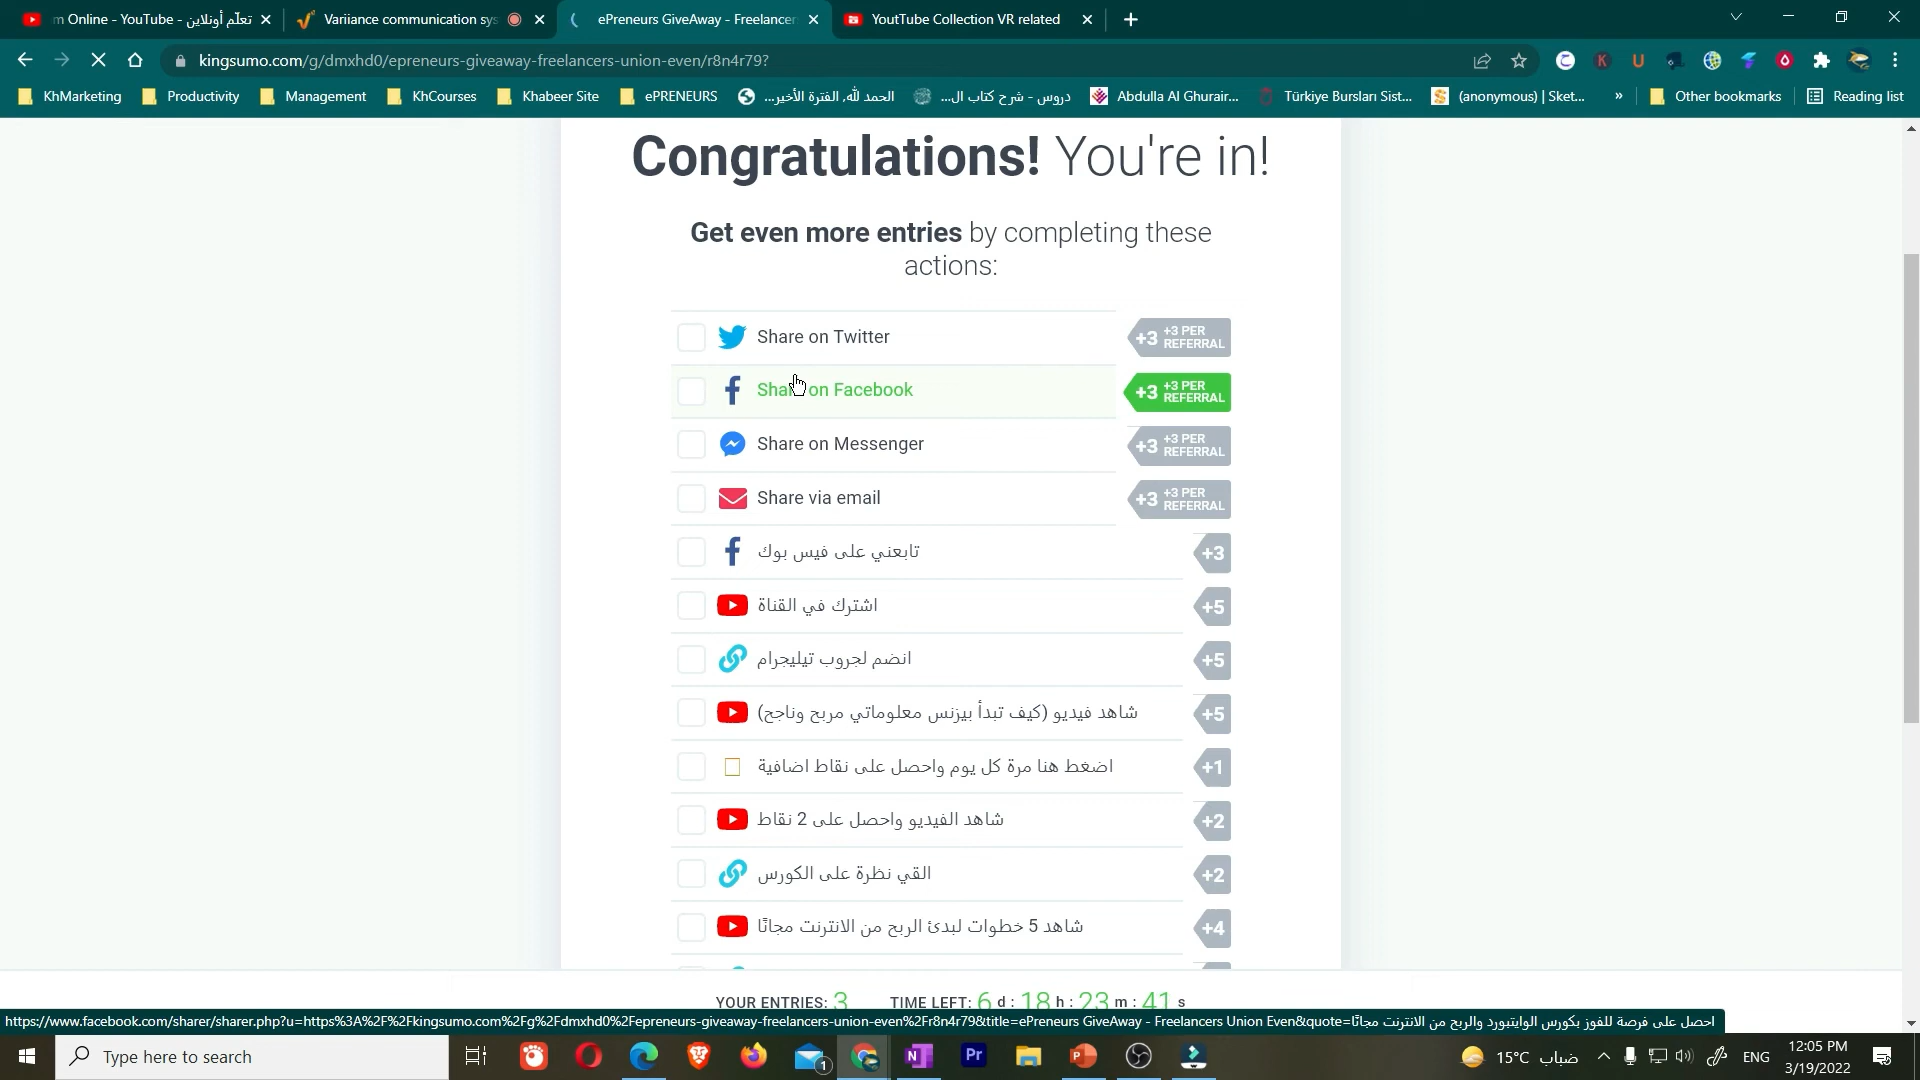 m Online - YouTube - تعلّم أونلاين
Variiance communication sys
ePreneurs GiveAway - Freelancer
YoutTube Collection VR related
kingsumo.com/g/dmxhd0/epreneurs-giveaway-freelancers-union-even/r8n4r79?
KhMarketing
Productivity
Management
KhCourses
Khabeer Site
ePRENEURS
الحمد لله, الفترة الأخير...
دروس - شرح كتاب ال...
Abdulla Al Ghurair...
Türkiye Bursları Sist...
(anonymous) | Sket...
»
Other bookmarks
Reading list
Congratulations! You're in!
Get even more entries by completing these
actions:
Share on Twitter
+3 +3 PER REFERRAL
Share on Facebook
+3 +3 PER REFERRAL
Share on Messenger
+3 +3 PER REFERRAL
Share via email
+3 +3 PER REFERRAL
تابعني على فيس بوك
+3
اشترك في القناة
+5
انضم لجروب تيليجرام
+5
شاهد فيديو (كيف تبدأ بيزنس معلوماتي مربح وناجح)
+5
اضغط هنا مرة كل يوم واحصل على نقاط اضافية
+1
شاهد الفيديو واحصل على 2 نقاط
+2
القي نظرة على الكورس
+2
شاهد 5 خطوات لبدئ الربح من الانترنت مجانًا
+4
YOUR ENTRIES: 3 TIME LEFT: 6 d : 18 h : 23 m : 41 s
https://www.facebook.com/sharer/sharer.php?u=https%3A%2F%2Fkingsumo.com%2Fg%2Fdmxhd0%2Fepreneurs-giveaway-freelancers-union-even%2Fr8n4r79&title=ePreneurs GiveAway - Freelancers Union Even&quote=احصل على فرصة للفوز بكورس الوايتبورد والربح من الانترنت مجانًا
Type here to search
1
15°C ضباب
ENG
12:05 PM
3/19/2022